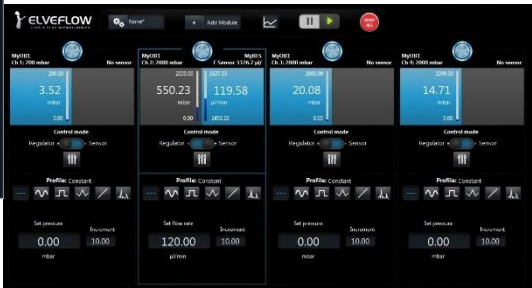 ELVEFLOW
None*
+ Add Module
STOP ALL
MyOB1
Ch 1: 200 mbar No sensor
200.00
3.52
mbar
0.00
Control mode
Regulator Sensor
Profile: Constant
Set pressure
Increment
0.00
10.00
mbar
MyOB1 MyBFS
Ch 2: 2000 mbar
2000.00
550.23 119.58
mbar µl/min
0.00
Control mode
Regulator Sensor
Profile: Constant
Set flow rate
Increment
120.00
10.00
µl/min
MyOB1
Ch 3: 2000 mbar No sensor
2000.00
20.08
mbar
0.00
Control mode
Regulator Sensor
Profile: Constant
Set pressure
Increment
0.00
10.00
mbar
MyOB1
Ch 4: 2000 mbar No sensor
2000.00
14.71
mbar
0.00
Control mode
Regulator Sensor
Profile: Constant
Set pressure
Increment
0.00
10.00
mbar